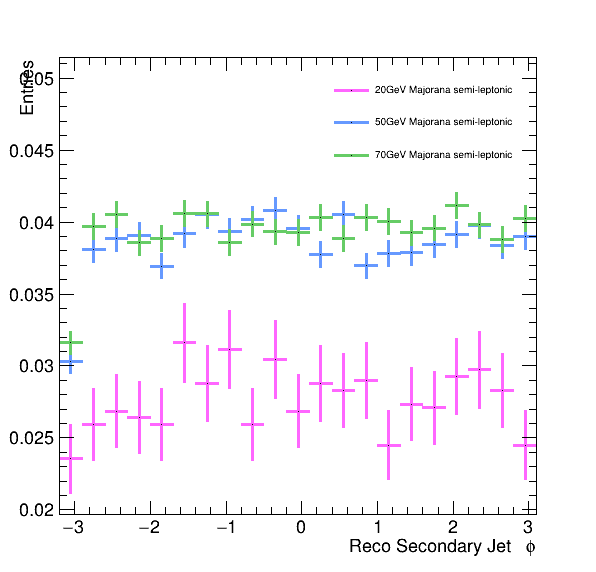 Entries
0.05
0.045
0.04
0.035
0.03
0.025
0.02
20GeV Majorana semi-leptonic
50GeV Majorana semi-leptonic
70GeV Majorana semi-leptonic
−3 −2 −1 0 1 2 3
Reco Secondary Jet ϕ